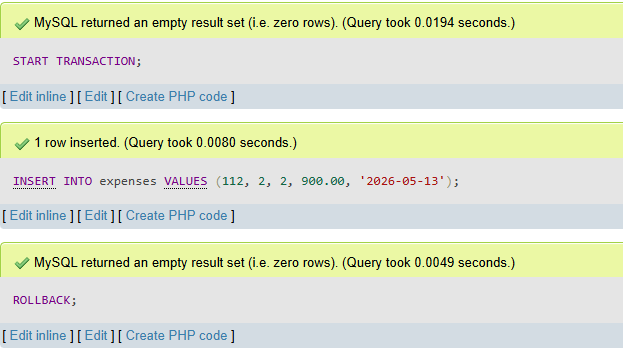 MySQL returned an empty result set (i.e. zero rows). (Query took 0.0194 seconds.)
START TRANSACTION;
[ Edit inline ] [ Edit ] [ Create PHP code ]
1 row inserted. (Query took 0.0080 seconds.)
INSERT INTO expenses VALUES (112, 2, 2, 900.00, '2026-05-13');
[ Edit inline ] [ Edit ] [ Create PHP code ]
MySQL returned an empty result set (i.e. zero rows). (Query took 0.0049 seconds.)
ROLLBACK;
[ Edit inline ] [ Edit ] [ Create PHP code ]